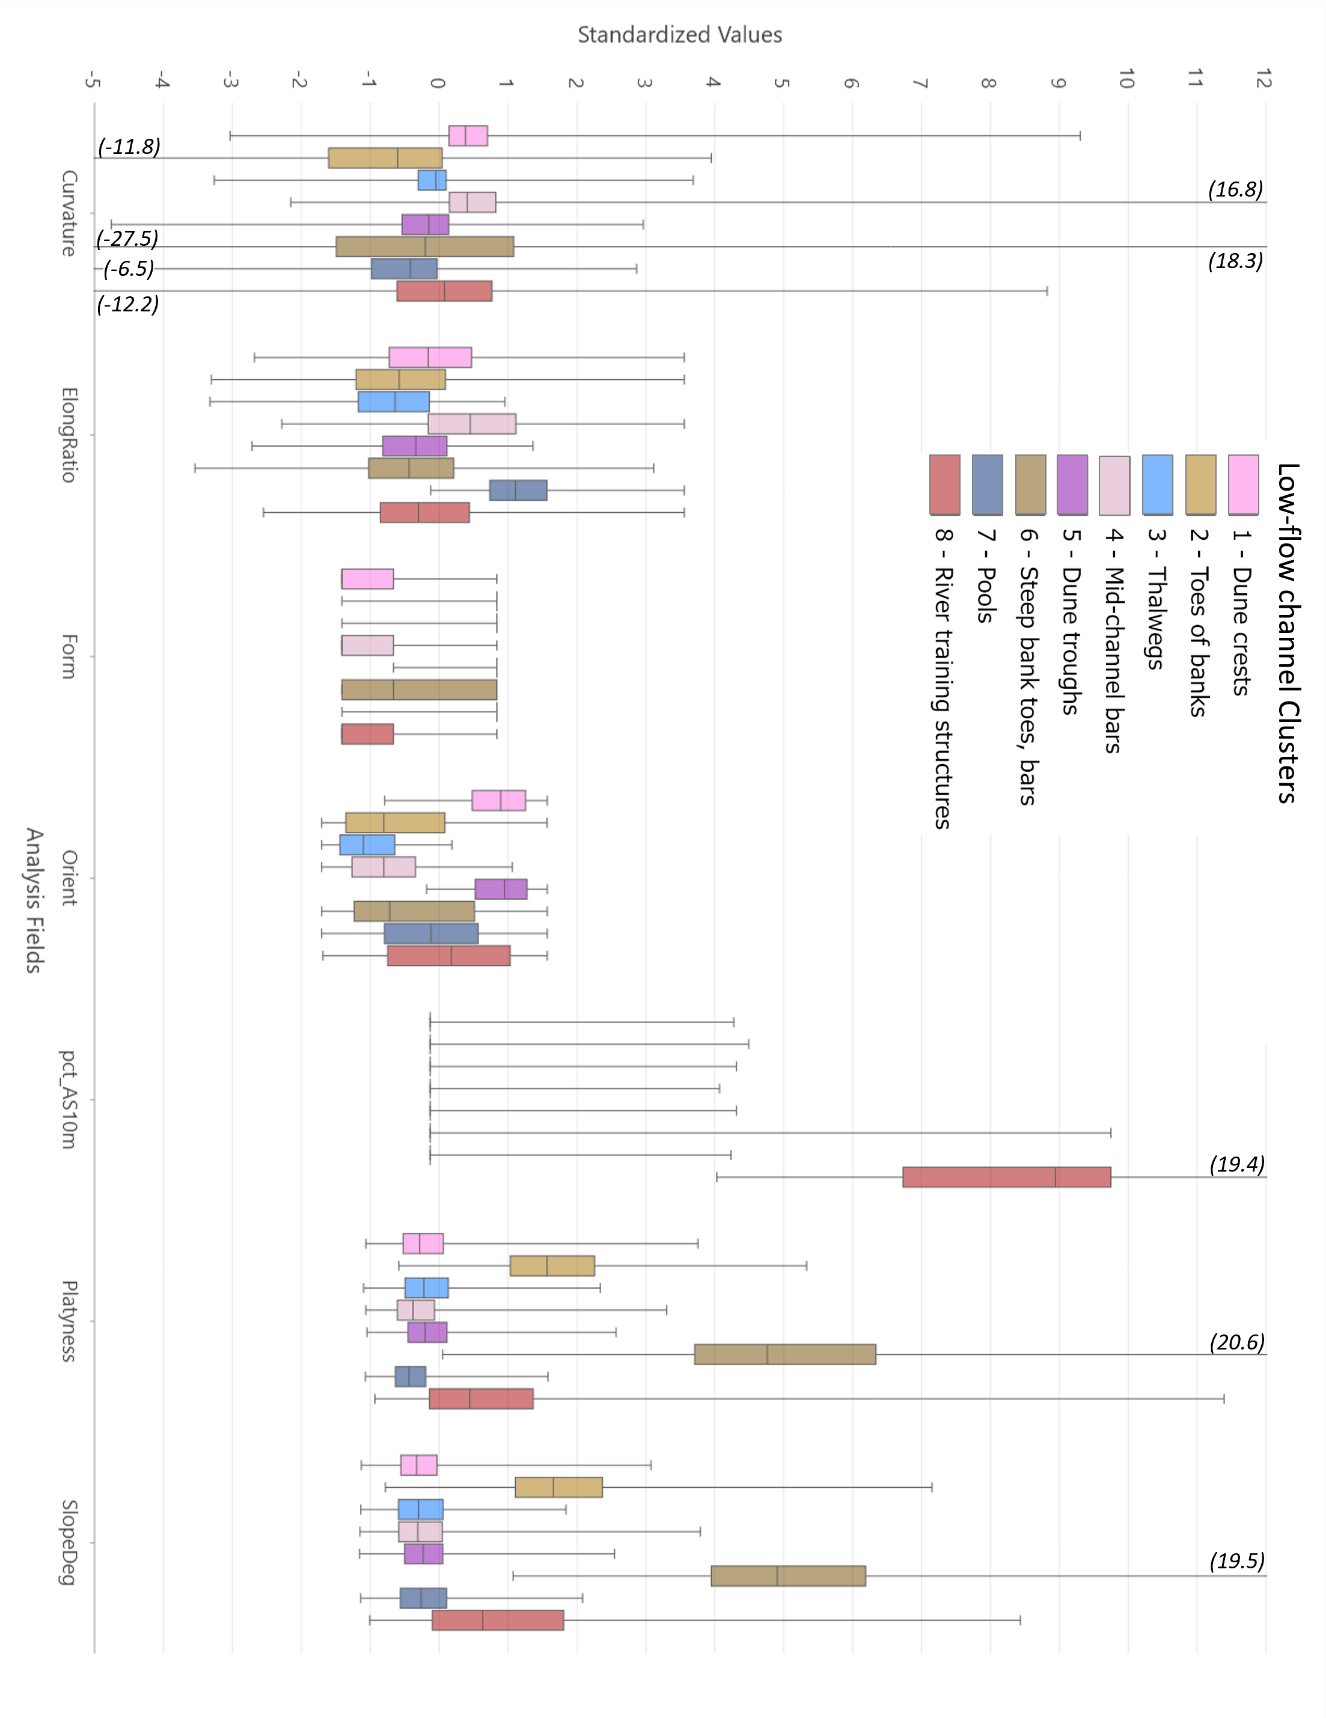 Standardized Values
-5
-4
-3
-2
-1
0
1
2
3
4
5
6
7
8
9
10
11
12
(-11.8)
(16.8)
(-27.5)
(18.3)
(-6.5)
(-12.2)
(19.4)
(20.6)
(19.5)
Curvature
ElongRatio
Form
Orient
pct_AS10m
Platyness
SlopeDeg
Analysis Fields
Low-flow channel Clusters
1 - Dune crests
2 - Toes of banks
3 - Thalwegs
4 - Mid-channel bars
5 - Dune troughs
6 - Steep bank toes, bars
7 - Pools
8 - River training structures